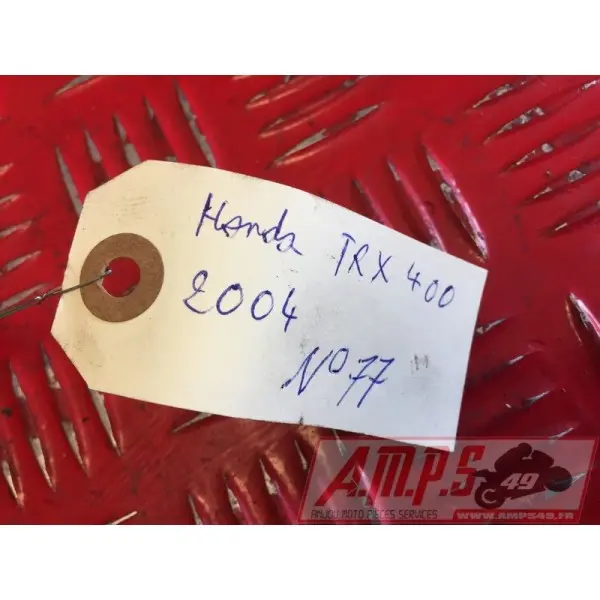 Honda TRX 400
2004
N°77
A.M.P.S 49
ANJOU MOTO PIECES SERVICES
WWW.AMPS49.FR